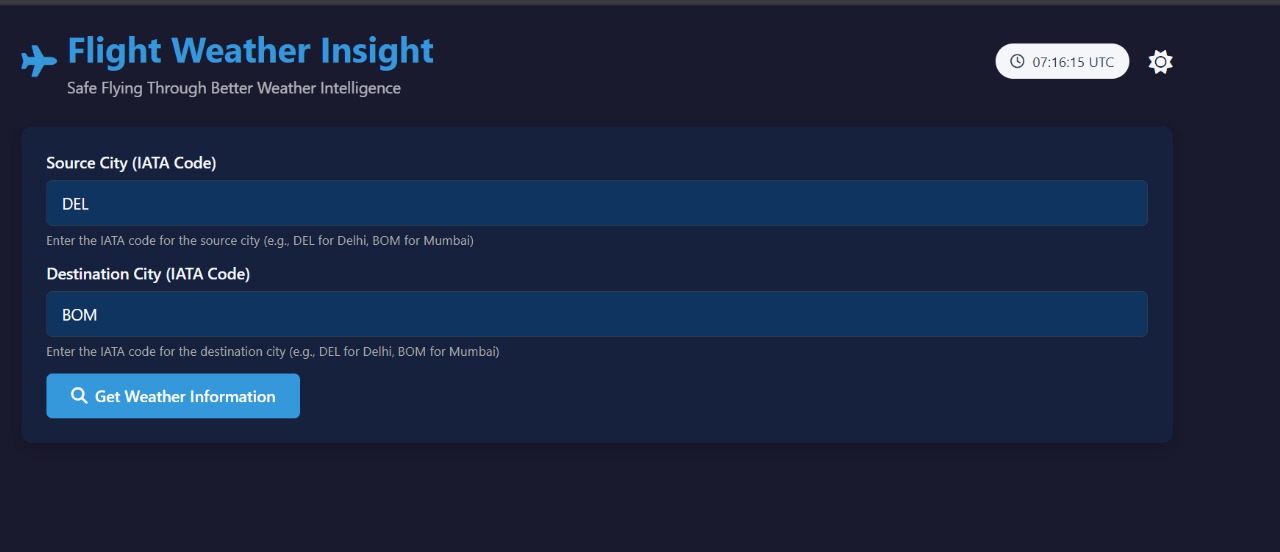 Flight Weather Insight
Safe Flying Through Better Weather Intelligence
07:16:15 UTC
Source City (IATA Code)
DEL
Enter the IATA code for the source city (e.g., DEL for Delhi, BOM for Mumbai)
Destination City (IATA Code)
BOM
Enter the IATA code for the destination city (e.g., DEL for Delhi, BOM for Mumbai)
Get Weather Information